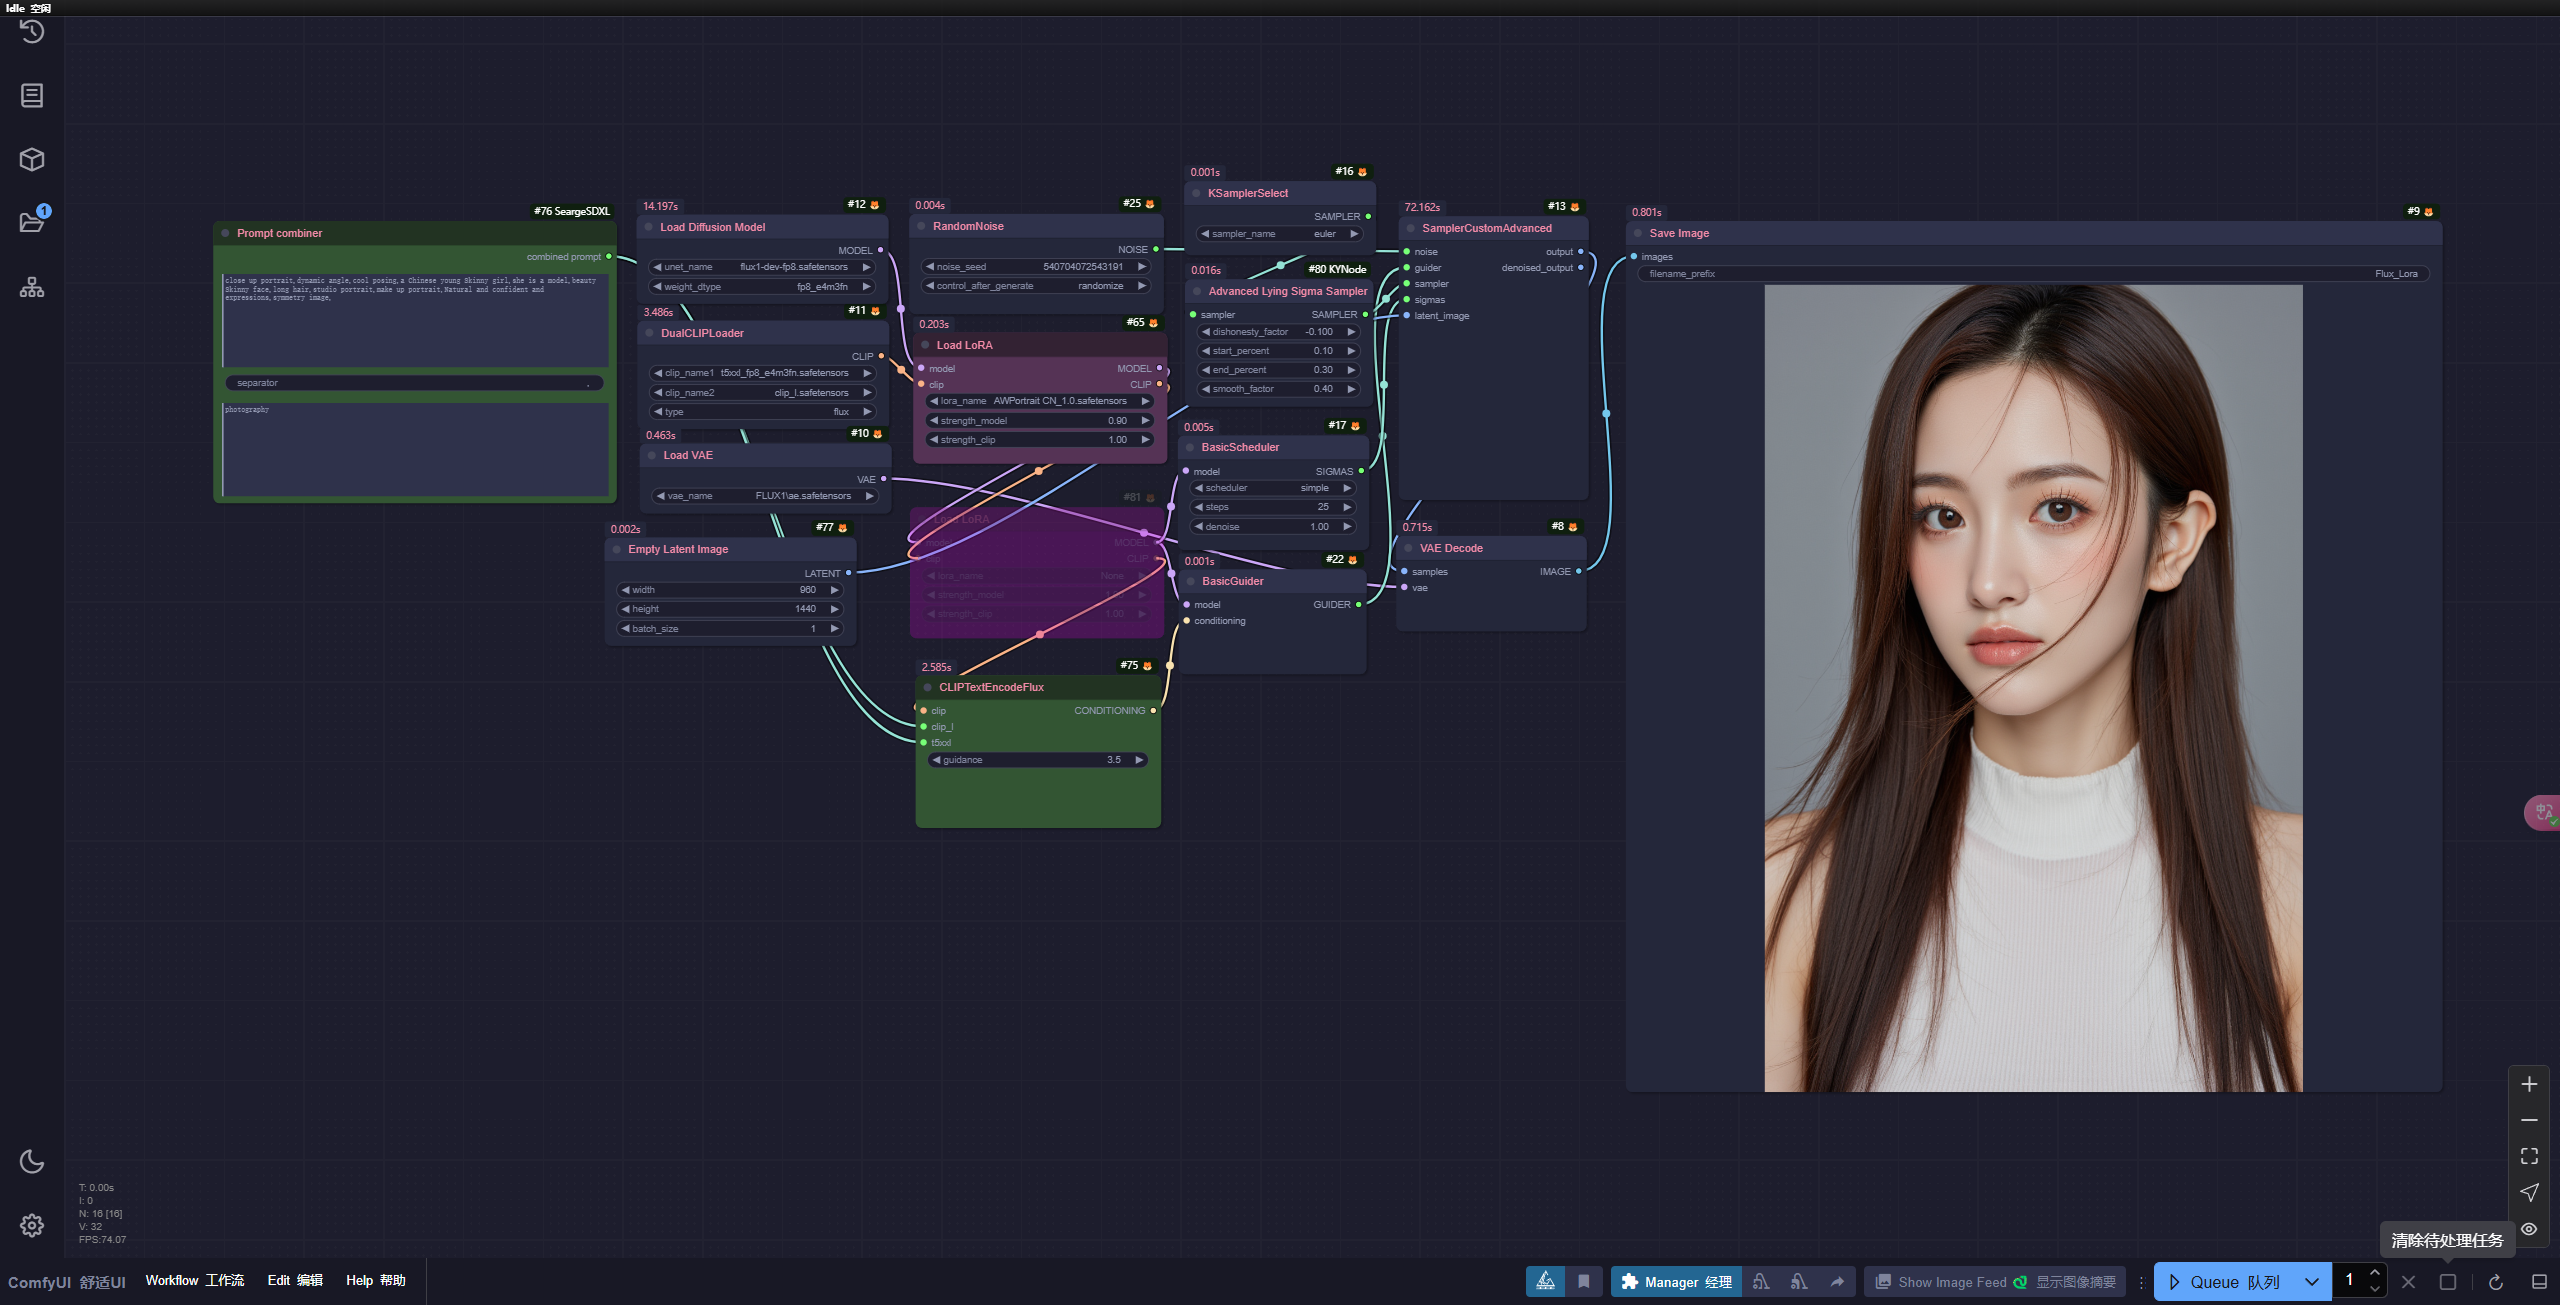 Idle 空闲
1
#76 SeargeSDXL
Prompt combiner
combined prompt
close up portrait,dynamic angle,cool posing,a Chinese young Skinny girl,she is a model,beauty
Skinny face,long hair,studio portrait,make up portrait,Natural and confident and
expressions,symmetry image,
separator ,
photography
14.197s #12
Load Diffusion Model
MODEL
unet_name flux1-dev-fp8.safetensors
weight_dtype fp8_e4m3fn
3.486s #11
DualCLIPLoader
CLIP
clip_name1 t5xxl_fp8_e4m3fn.safetensors
clip_name2 clip_l.safetensors
type flux
0.463s #10
Load VAE
VAE
vae_name FLUX1\ae.safetensors
0.002s #77
Empty Latent Image
LATENT
width 960
height 1440
batch_size 1
0.004s #25
RandomNoise
NOISE
noise_seed 540704072543191
control_after_generate randomize
0.203s #65
Load LoRA
model MODEL
clip CLIP
lora_name AWPortrait CN_1.0.safetensors
strength_model 0.90
strength_clip 1.00
#81
Load LoRA
model MODEL
CLIP
lora_name None
strength_model
strength_clip 1.00
2.585s #75
CLIPTextEncodeFlux
clip CONDITIONING
clip_l
t5xxl
guidance 3.5
0.001s #16
KSamplerSelect
SAMPLER
sampler_name euler
0.016s #80 KYNode
Advanced Lying Sigma Sampler
sampler SAMPLER
dishonesty_factor -0.100
start_percent 0.10
end_percent 0.30
smooth_factor 0.40
0.005s #17
BasicScheduler
model SIGMAS
scheduler simple
steps 25
denoise 1.00
0.001s #22
BasicGuider
model GUIDER
conditioning
72.162s #13
SamplerCustomAdvanced
noise output
guider denoised_output
sampler
sigmas
latent_image
0.715s #8
VAE Decode
samples IMAGE
vae
0.801s #9
Save Image
images
filename_prefix Flux_Lora
T: 0.00s
I: 0
N: 16 [16]
V: 32
FPS:74.07
清除待处理任务
ComfyUI 舒适UI Workflow 工作流 Edit 编辑 Help 帮助
Manager 经理 Show Image Feed 显示图像摘要 Queue 队列 1